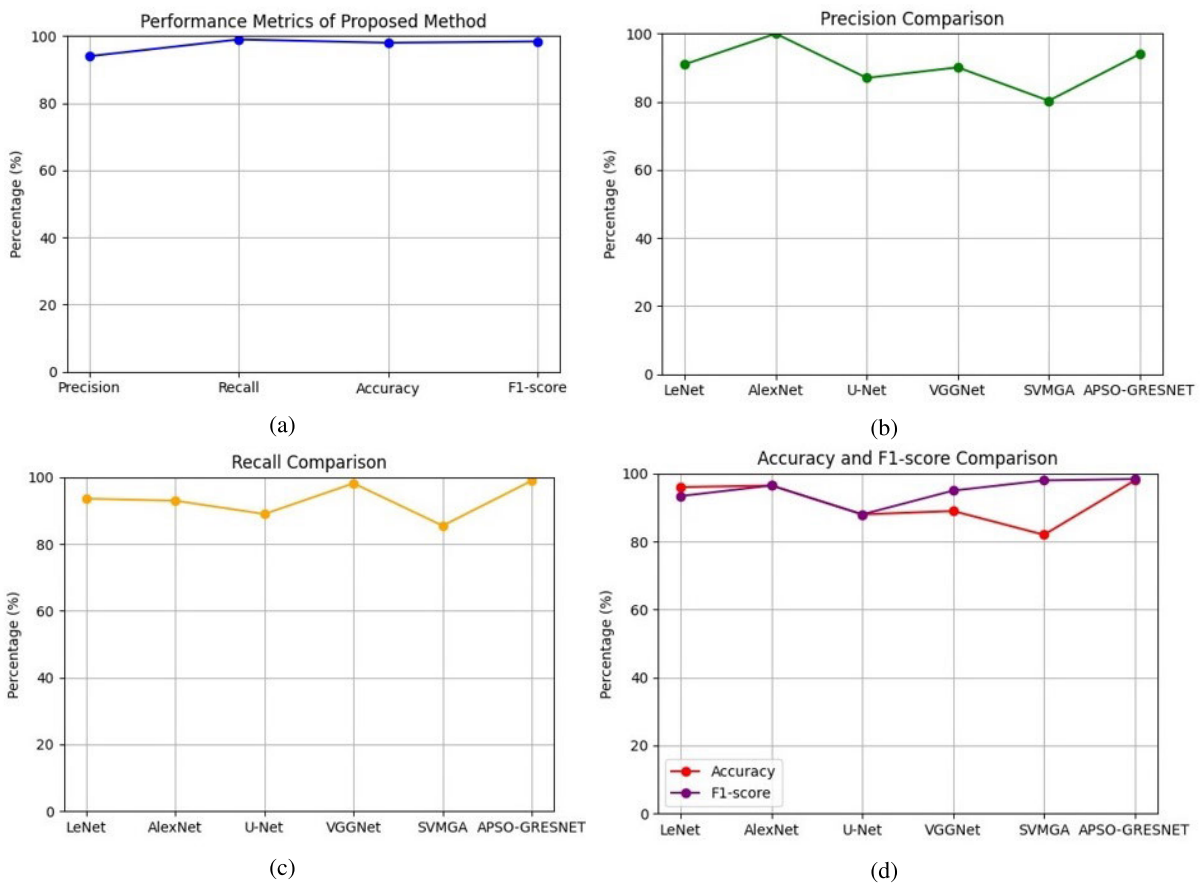 Performance Metrics of Proposed Method
100
80
60
40
20
0
Percentage (%)
Precision Recall Accuracy F1-score
(a)
Precision Comparison
100
80
60
40
20
0
Percentage (%)
LeNet AlexNet U-Net VGGNet SVMGA APSO-GRESNET
(b)
Recall Comparison
100
80
60
40
20
0
Percentage (%)
LeNet AlexNet U-Net VGGNet SVMGA APSO-GRESNET
(c)
Accuracy and F1-score Comparison
100
80
60
40
20
0
Percentage (%)
Accuracy
F1-score
LeNet AlexNet U-Net VGGNet SVMGA APSO-GRESNET
(d)